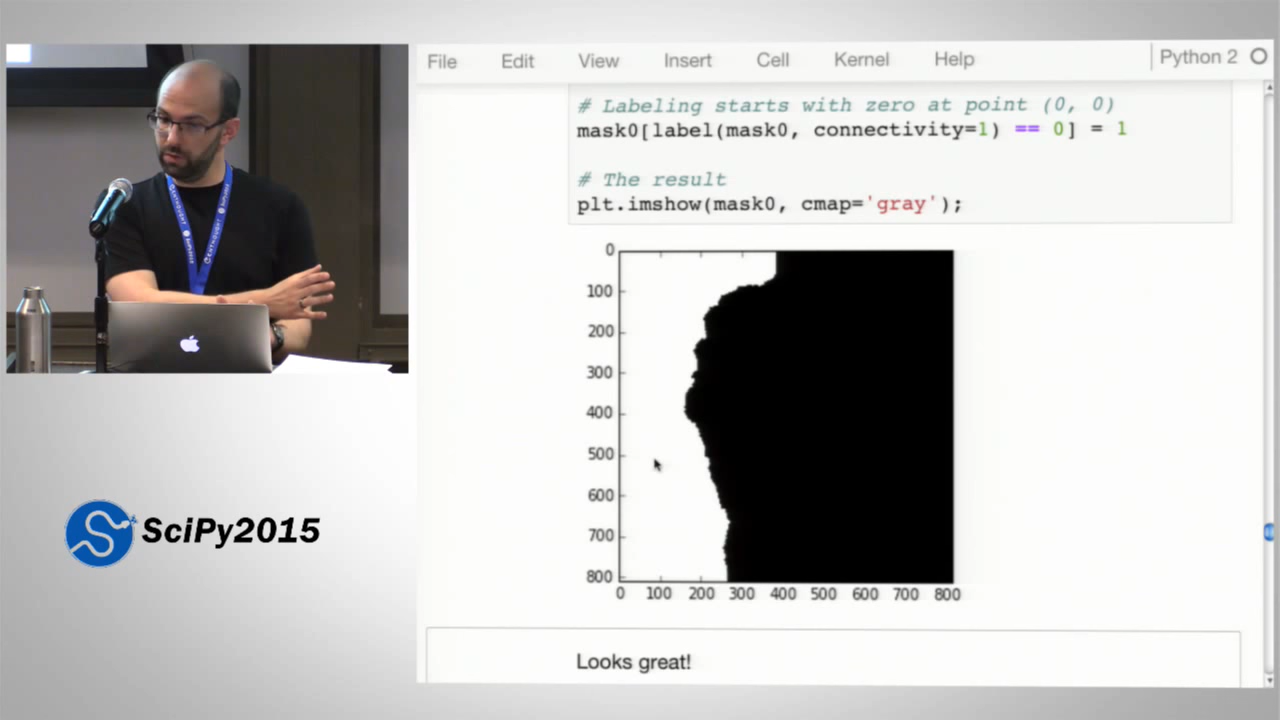 File Edit View Insert Cell Kernel Help Python 2
# Labeling starts with zero at point (0, 0)
mask0[label(mask0, connectivity=1) == 0] = 1
# The result
plt.imshow(mask0, cmap='gray');
0
100
200
300
400
500
600
700
800
0 100 200 300 400 500 600 700 800
Looks great!
ENTHOUGHT
ENTHOUGHT
SciPy2015